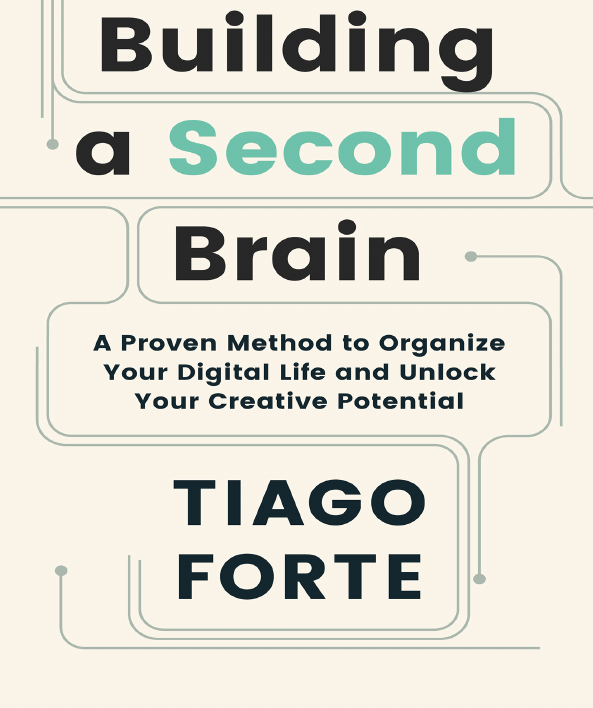 Building
a Second
Brain
A Proven Method to Organize
Your Digital Life and Unlock
Your Creative Potential
TIAGO
FORTE